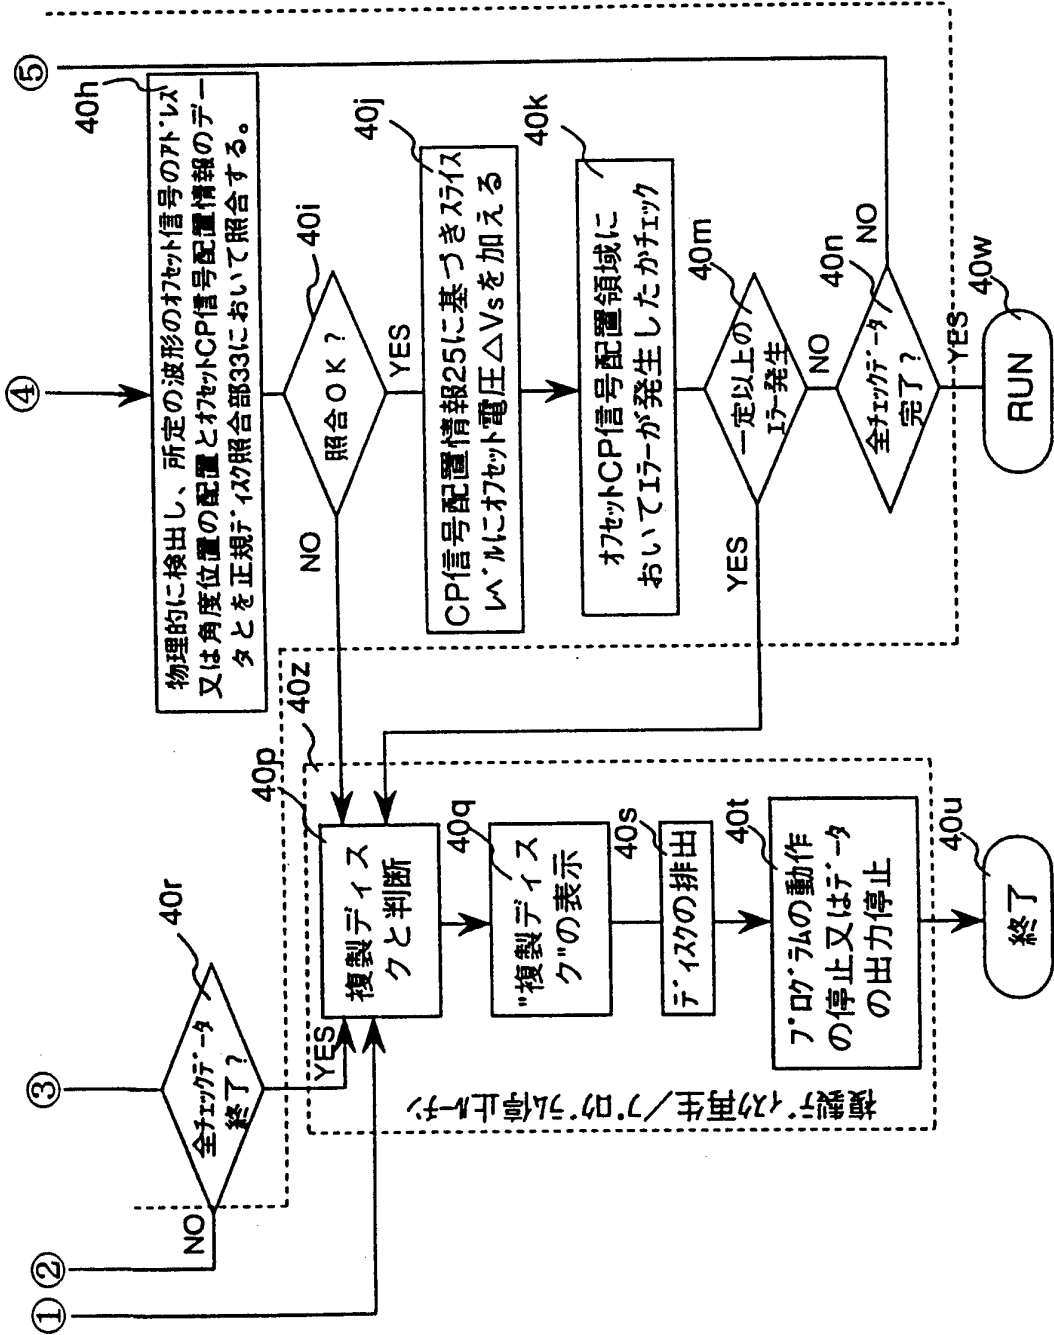 ①
②
③
④
⑤
40h
物理的に検出し、所定の波形のオフセット信号のアドレス
又は角度位置の配置とオフセットCP信号配置情報のデー
タとを正規ディスク照合部33において照合する。
40i
照合OK？
NO
YES
40j
CP信号配置情報25に基づきスライス
レベルにオフセット電圧△Vsを加える
40k
オフセットCP信号配置領域に
おいてエラーが発生したかチェック
40m
一定以上の
エラー発生
YES
NO
40n
全チェックデータ
完了？
NO
YES
40w
RUN
40r
全チェックデータ
終了？
NO
YES
40z
40p
複製ディス
クと判断
40q
"複製ディス
ク"の表示
40s
ディスクの排出
40t
プログラムの動作
の停止又はデータ
の出力停止
40u
終了
複製ディスク再生／プログラム停止ルーチン